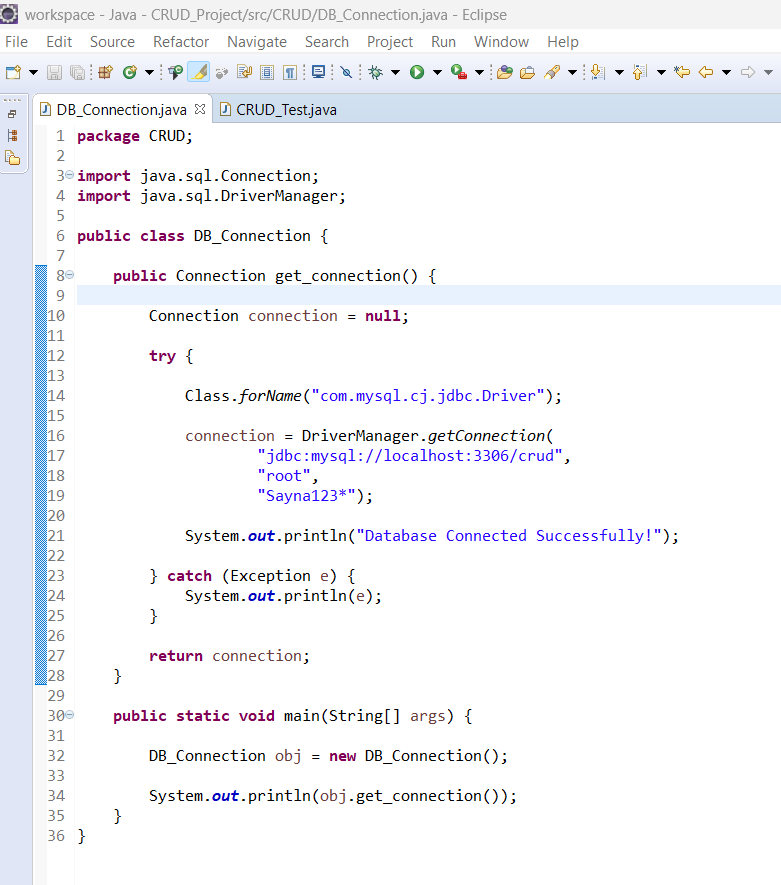 workspace - Java - CRUD_Project/src/CRUD/DB_Connection.java - Eclipse
File Edit Source Refactor Navigate Search Project Run Window Help
DB_Connection.java CRUD_Test.java
1 package CRUD;
2
3 import java.sql.Connection;
4 import java.sql.DriverManager;
5
6 public class DB_Connection {
7
8     public Connection get_connection() {
9
10         Connection connection = null;
11
12         try {
13
14             Class.forName("com.mysql.cj.jdbc.Driver");
15
16             connection = DriverManager.getConnection(
17                     "jdbc:mysql://localhost:3306/crud",
18                     "root",
19                     "Sayna123*");
20
21             System.out.println("Database Connected Successfully!");
22
23         } catch (Exception e) {
24             System.out.println(e);
25         }
26
27         return connection;
28     }
29
30     public static void main(String[] args) {
31
32         DB_Connection obj = new DB_Connection();
33
34         System.out.println(obj.get_connection());
35     }
36 }